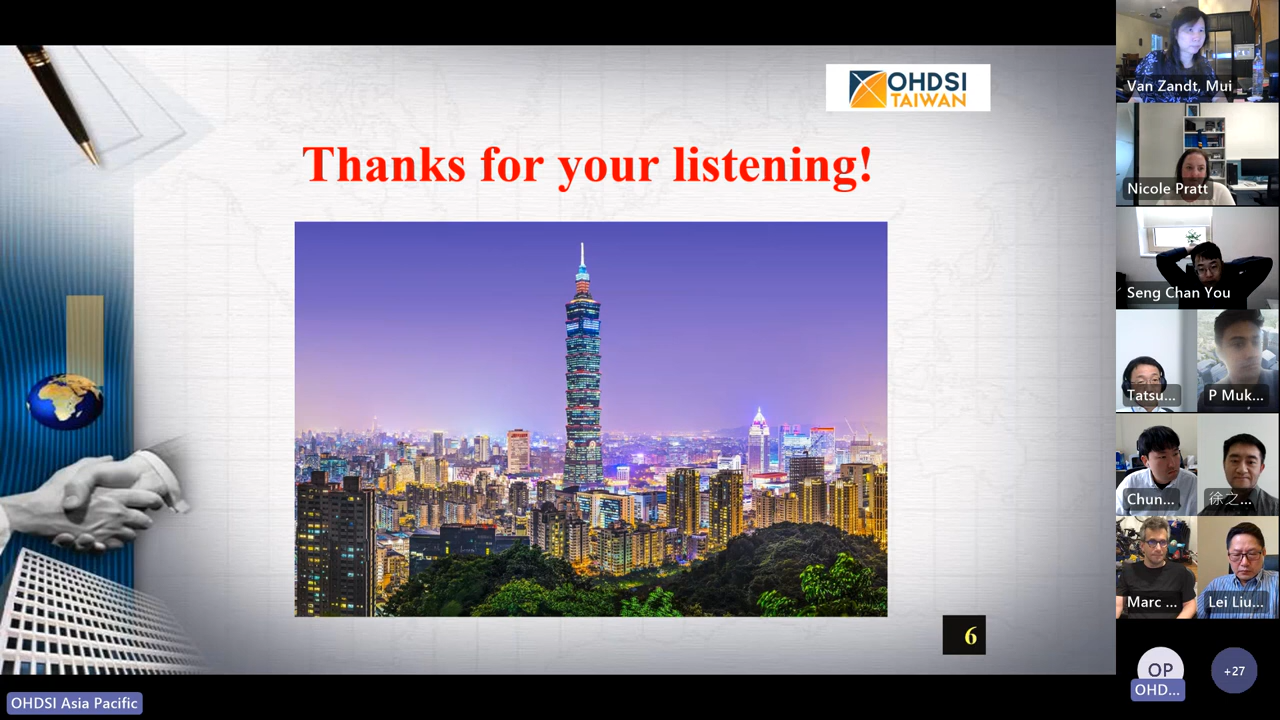 OHDSI
TAIWAN
Thanks for your listening!
6
OHDSI Asia Pacific
Van Zandt, Mui
Nicole Pratt
Seng Chan You
Tatsu...
P Muk...
Chun...
徐之...
Marc ...
Lei Liu...
OP
OHD...
+27